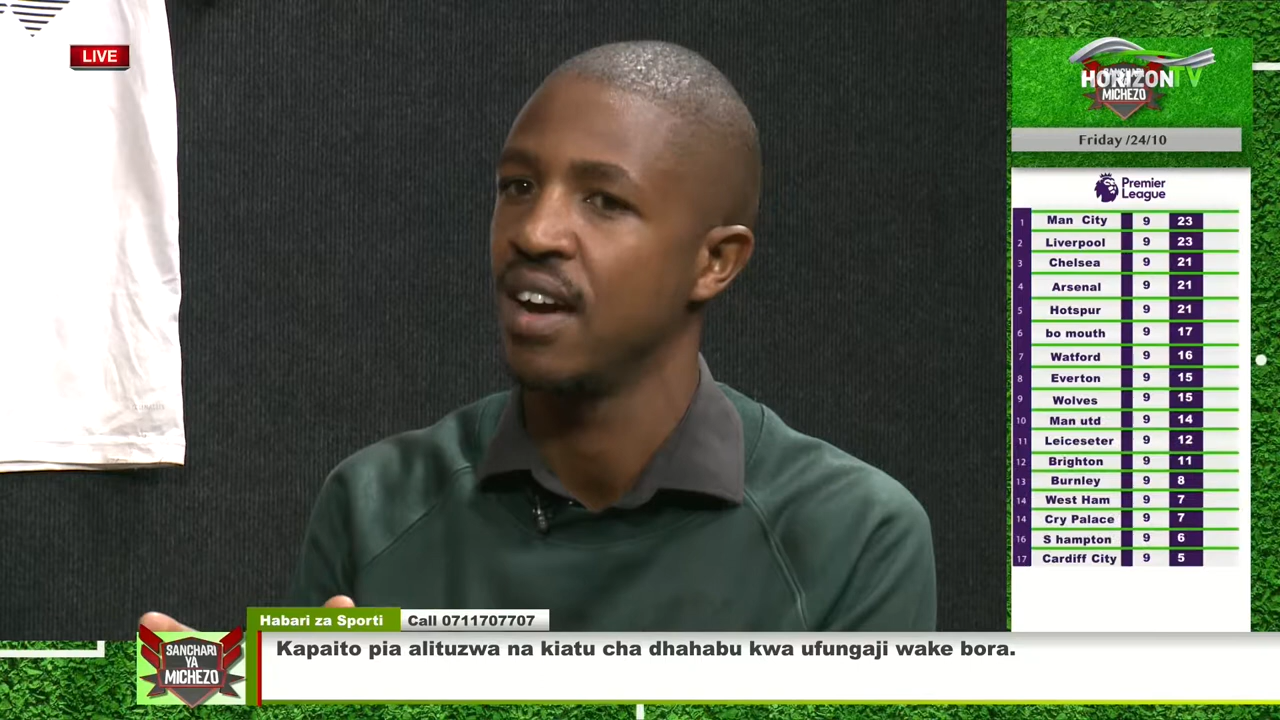 LIVE
HORIZON TV
SANCHARI
YA
MICHEZO
Friday /24/10
Premier
League
1 Man City 9 23
2 Liverpool 9 23
3 Chelsea 9 21
4 Arsenal 9 21
5 Hotspur 9 21
6 bo mouth 9 17
7 Watford 9 16
8 Everton 9 15
9 Wolves 9 15
10 Man utd 9 14
11 Leiceseter 9 12
12 Brighton 9 11
13 Burnley 9 8
14 West Ham 9 7
14 Cry Palace 9 7
16 S hampton 9 6
17 Cardiff City 9 5
Habari za Sporti Call 0711707707
SANCHARI
YA
MICHEZO
Kapaito pia alituzwa na kiatu cha dhahabu kwa ufungaji wake bora.